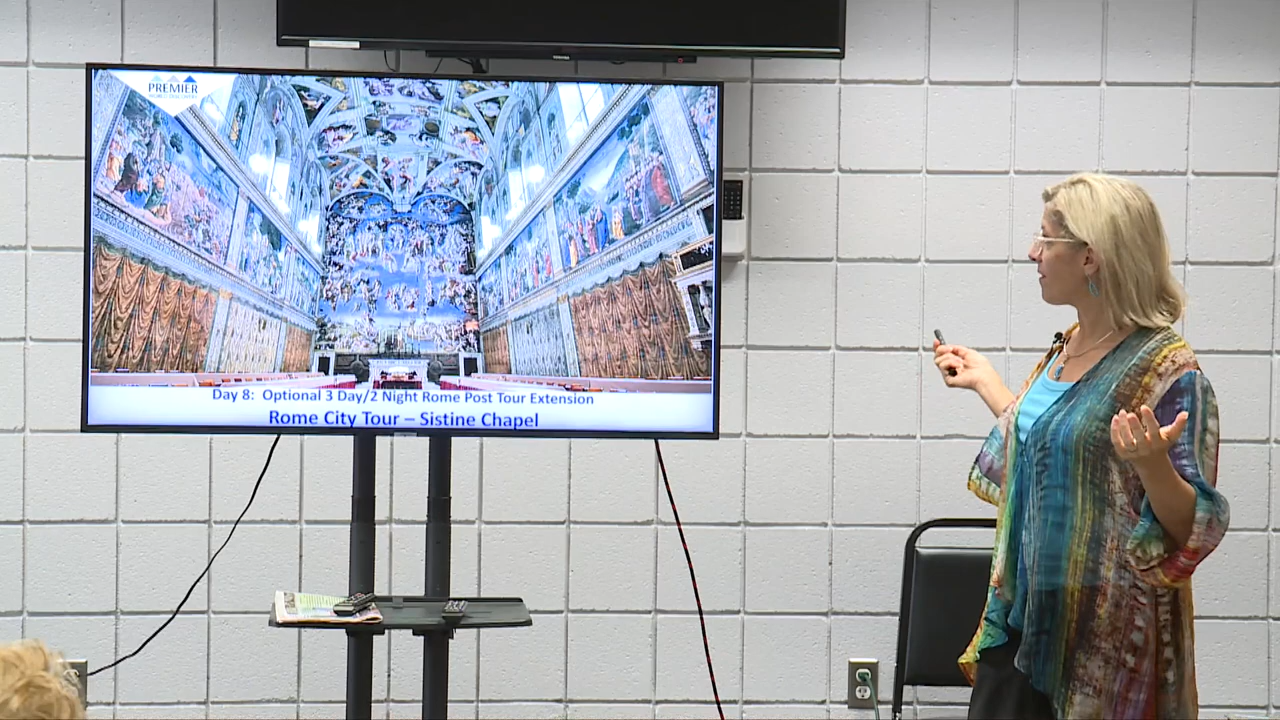 PREMIER
Day 8: Optional 3 Day/2 Night Rome Post Tour Extension
Rome City Tour – Sistine Chapel